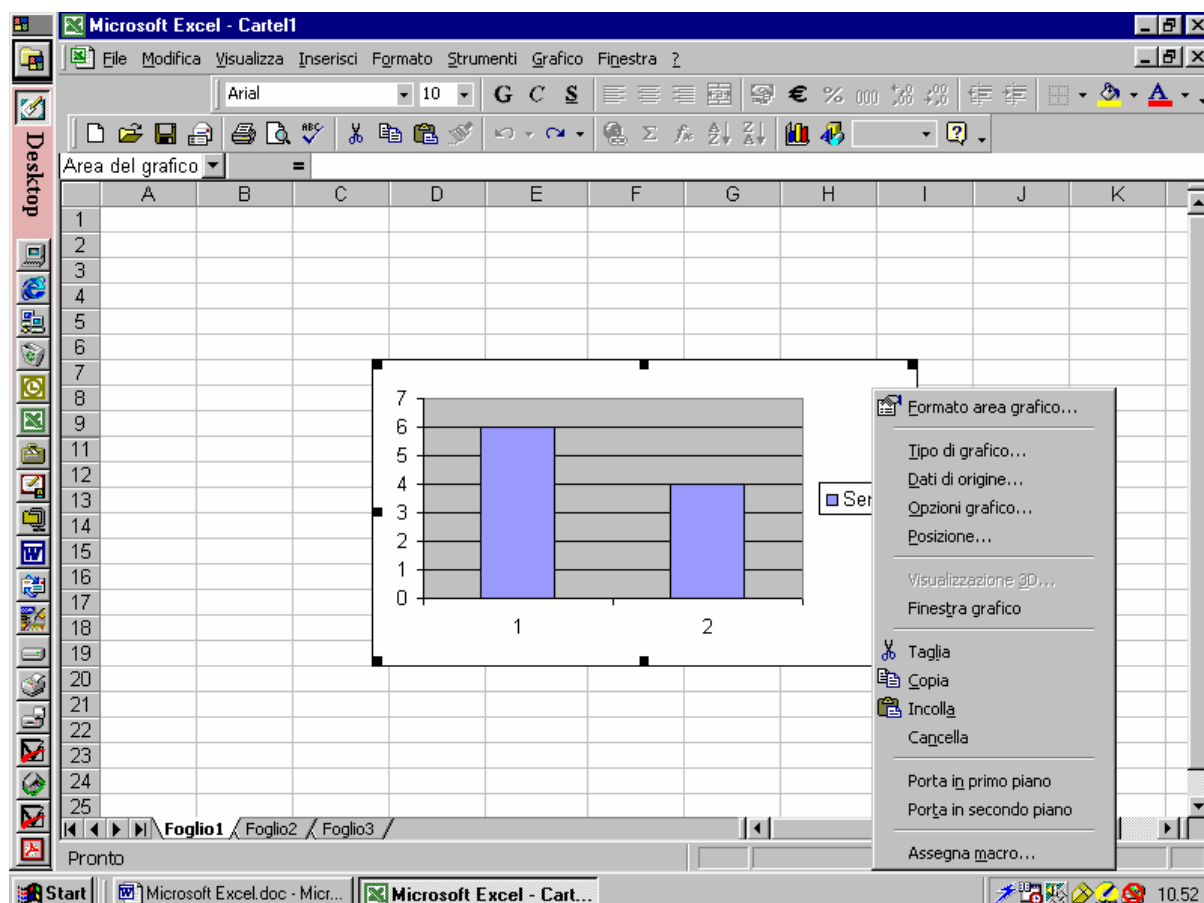 Microsoft Excel - Cartel1
File Modifica Visualizza Inserisci Formato Strumenti Grafico Finestra ?
Arial 10 G C S € % 000
Desktop
ABC Σ fx
Area del grafico =
A B C D E F G H I J K
1
2
3
4
5
6
7
8
9
11
12
13
14
15
16
17
18
19
20
21
22
23
24
25
7
6
5
4
3
2
1
0
1 2
Formato area grafico...
Tipo di grafico...
Dati di origine...
Opzioni grafico...
Posizione...
Visualizzazione 3D...
Finestra grafico
Taglia
Copia
Incolla
Cancella
Porta in primo piano
Porta in secondo piano
Assegna macro...
Foglio1 Foglio2 Foglio3
Pronto
Start Microsoft Excel.doc - Micr... Microsoft Excel - Cart... 10.52